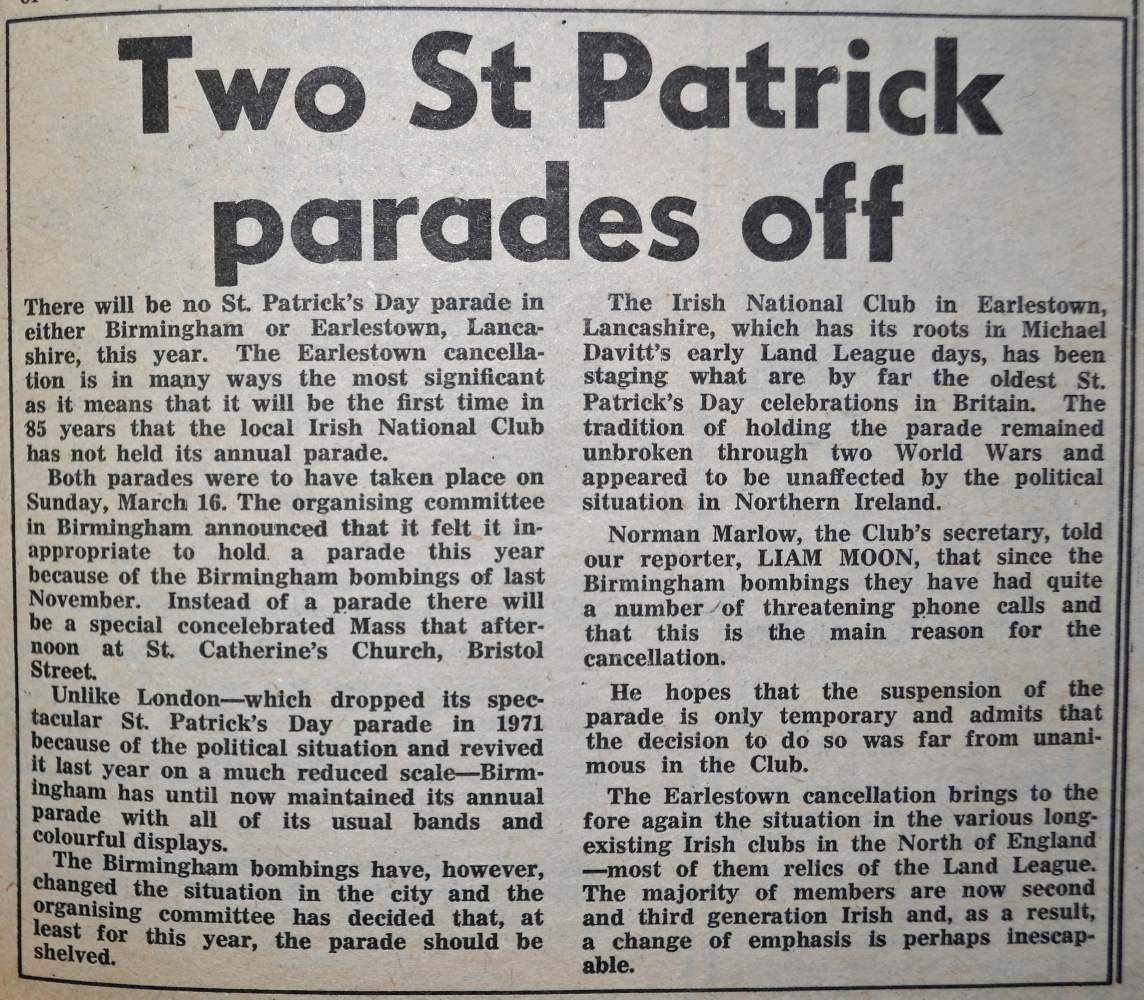 Two St Patrick
parades off
There will be no St. Patrick's Day parade in
either Birmingham or Earlestown, Lanca-
shire, this year. The Earlestown cancella-
tion is in many ways the most significant
as it means that it will be the first time in
85 years that the local Irish National Club
has not held its annual parade.
Both parades were to have taken place on
Sunday, March 16. The organising committee
in Birmingham announced that it felt it in-
appropriate to hold a parade this year
because of the Birmingham bombings of last
November. Instead of a parade there will
be a special concelebrated Mass that after-
noon at St. Catherine's Church, Bristol
Street.
Unlike London—which dropped its spec-
tacular St. Patrick's Day parade in 1971
because of the political situation and revived
it last year on a much reduced scale—Birm-
ingham has until now maintained its annual
parade with all of its usual bands and
colourful displays.
The Birmingham bombings have, however,
changed the situation in the city and the
organising committee has decided that, at
least for this year, the parade should be
shelved.
The Irish National Club in Earlestown,
Lancashire, which has its roots in Michael
Davitt's early Land League days, has been
staging what are by far the oldest St.
Patrick's Day celebrations in Britain. The
tradition of holding the parade remained
unbroken through two World Wars and
appeared to be unaffected by the political
situation in Northern Ireland.
Norman Marlow, the Club's secretary, told
our reporter, LIAM MOON, that since the
Birmingham bombings they have had quite
a number of threatening phone calls and
that this is the main reason for the
cancellation.
He hopes that the suspension of the
parade is only temporary and admits that
the decision to do so was far from unani-
mous in the Club.
The Earlestown cancellation brings to the
fore again the situation in the various long-
existing Irish clubs in the North of England
—most of them relics of the Land League.
The majority of members are now second
and third generation Irish and, as a result,
a change of emphasis is perhaps inescap-
able.